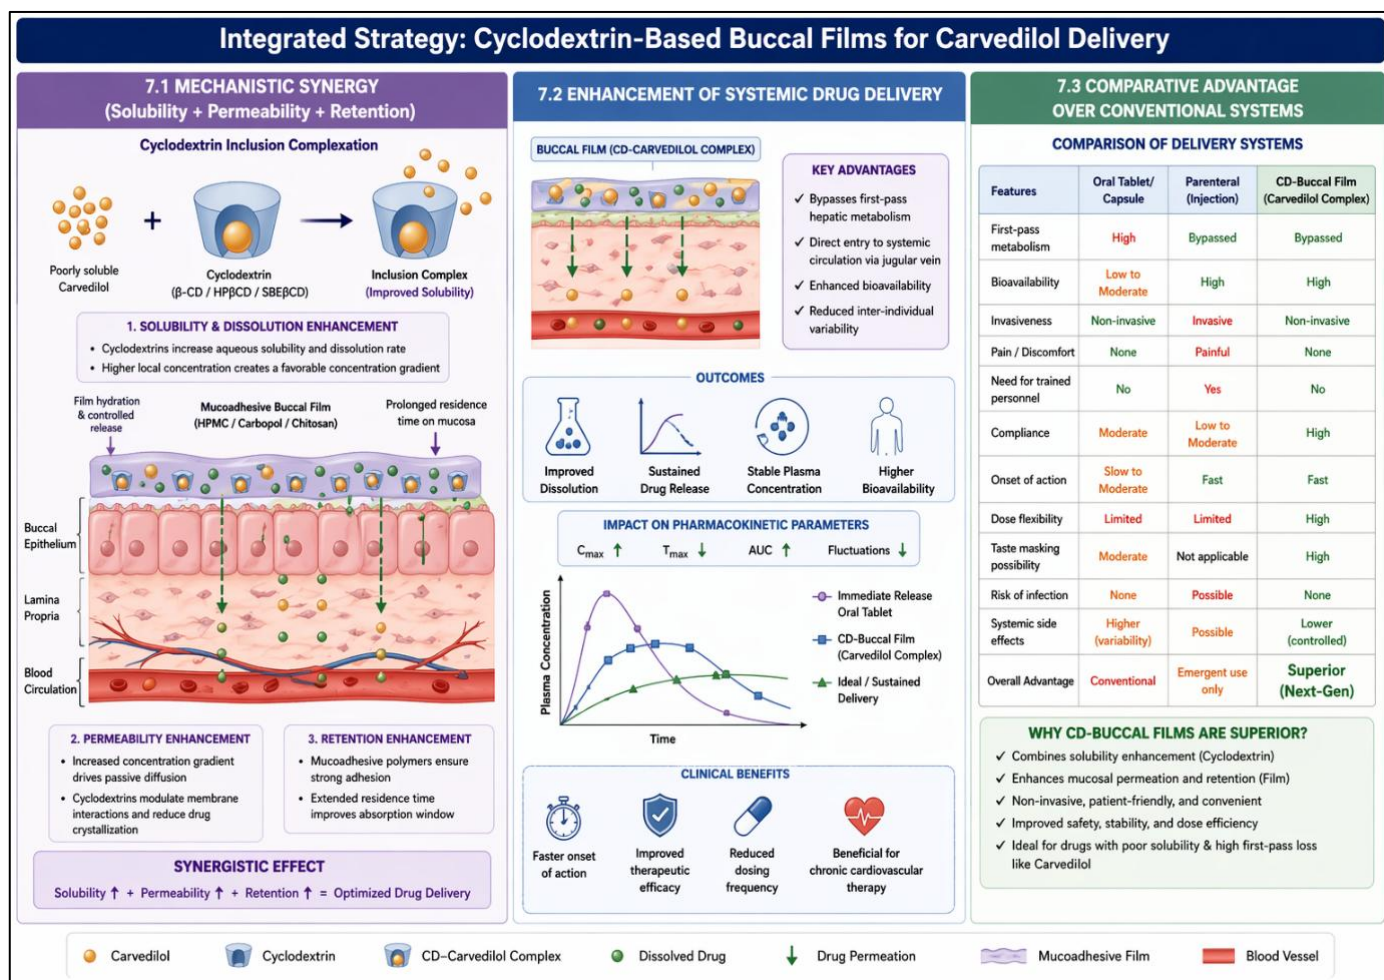 Integrated Strategy: Cyclodextrin-Based Buccal Films for Carvedilol Delivery
7.1 MECHANISTIC SYNERGY
(Solubility + Permeability + Retention)
Cyclodextrin Inclusion Complexation
+
Poorly soluble
Carvedilol
Cyclodextrin
(β-CD / HPβCD / SBEβCD)
Inclusion Complex
(Improved Solubility)
1. SOLUBILITY & DISSOLUTION ENHANCEMENT
• Cyclodextrins increase aqueous solubility and dissolution rate
• Higher local concentration creates a favorable concentration gradient
Film hydration
& controlled
release
Mucoadhesive Buccal Film
(HPMC / Carbopol / Chitosan)
Prolonged residence
time on mucosa
Buccal
Epithelium
Lamina
Propria
Blood
Circulation
2. PERMEABILITY ENHANCEMENT
• Increased concentration gradient
drives passive diffusion
• Cyclodextrins modulate membrane
interactions and reduce drug
crystallization
3. RETENTION ENHANCEMENT
• Mucoadhesive polymers ensure
strong adhesion
• Extended residence time
improves absorption window
SYNERGISTIC EFFECT
Solubility ↑ + Permeability ↑ + Retention ↑ = Optimized Drug Delivery
7.2 ENHANCEMENT OF SYSTEMIC DRUG DELIVERY
BUCCAL FILM (CD-CARVEDILOL COMPLEX)
KEY ADVANTAGES
✓ Bypasses first-pass
hepatic metabolism
✓ Direct entry to systemic
circulation via jugular vein
✓ Enhanced bioavailability
✓ Reduced inter-individual
variability
OUTCOMES
Improved
Dissolution
Sustained
Drug Release
Stable Plasma
Concentration
Higher
Bioavailability
IMPACT ON PHARMACOKINETIC PARAMETERS
Cmax ↑ Tmax ↓ AUC ↑ Fluctuations ↓
Plasma Concentration
Time
Immediate Release
Oral Tablet
CD-Buccal Film
(Carvedilol Complex)
Ideal / Sustained
Delivery
CLINICAL BENEFITS
Faster onset
of action
Improved
therapeutic
efficacy
Reduced
dosing
frequency
Beneficial for
chronic cardiovascular
therapy
7.3 COMPARATIVE ADVANTAGE
OVER CONVENTIONAL SYSTEMS
COMPARISON OF DELIVERY SYSTEMS
Features
Oral Tablet/
Capsule
Parenteral
(Injection)
CD-Buccal Film
(Carvedilol Complex)
First-pass
metabolism
High
Bypassed
Bypassed
Bioavailability
Low to
Moderate
High
High
Invasiveness
Non-invasive
Invasive
Non-invasive
Pain / Discomfort
None
Painful
None
Need for trained
personnel
No
Yes
No
Compliance
Moderate
Low to
Moderate
High
Onset of action
Slow to
Moderate
Fast
Fast
Dose flexibility
Limited
Limited
High
Taste masking
possibility
Moderate
Not applicable
High
Risk of infection
None
Possible
None
Systemic side
effects
Higher
(variability)
Possible
Lower
(controlled)
Overall Advantage
Conventional
Emergent use
only
Superior
(Next-Gen)
WHY CD-BUCCAL FILMS ARE SUPERIOR?
✓ Combines solubility enhancement (Cyclodextrin)
✓ Enhances mucosal permeation and retention (Film)
✓ Non-invasive, patient-friendly, and convenient
✓ Improved safety, stability, and dose efficiency
✓ Ideal for drugs with poor solubility & high first-pass loss
like Carvedilol
Carvedilol
Cyclodextrin
CD–Carvedilol Complex
Dissolved Drug
Drug Permeation
Mucoadhesive Film
Blood Vessel